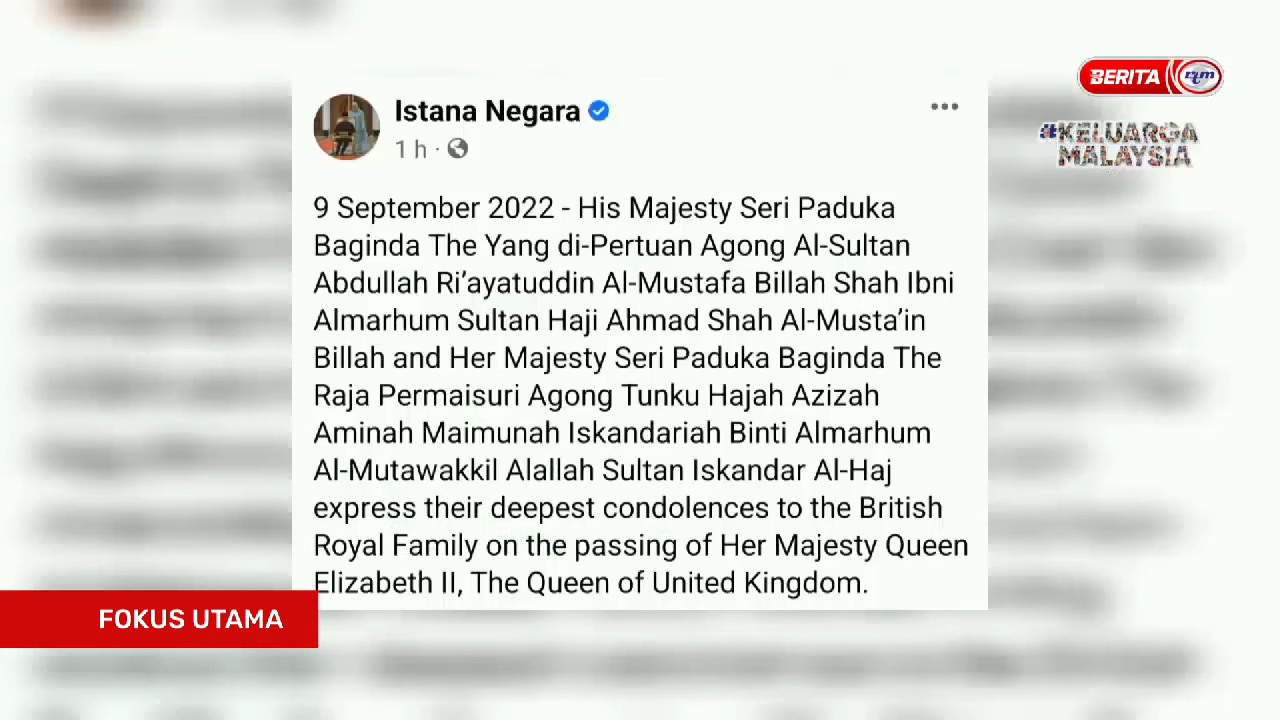 BERITA rtm
#KELUARGA
MALAYSIA
Istana Negara
1 h ·
9 September 2022 - His Majesty Seri Paduka
Baginda The Yang di-Pertuan Agong Al-Sultan
Abdullah Ri’ayatuddin Al-Mustafa Billah Shah Ibni
Almarhum Sultan Haji Ahmad Shah Al-Musta’in
Billah and Her Majesty Seri Paduka Baginda The
Raja Permaisuri Agong Tunku Hajah Azizah
Aminah Maimunah Iskandariah Binti Almarhum
Al-Mutawakkil Alallah Sultan Iskandar Al-Haj
express their deepest condolences to the British
Royal Family on the passing of Her Majesty Queen
Elizabeth II, The Queen of United Kingdom.
FOKUS UTAMA